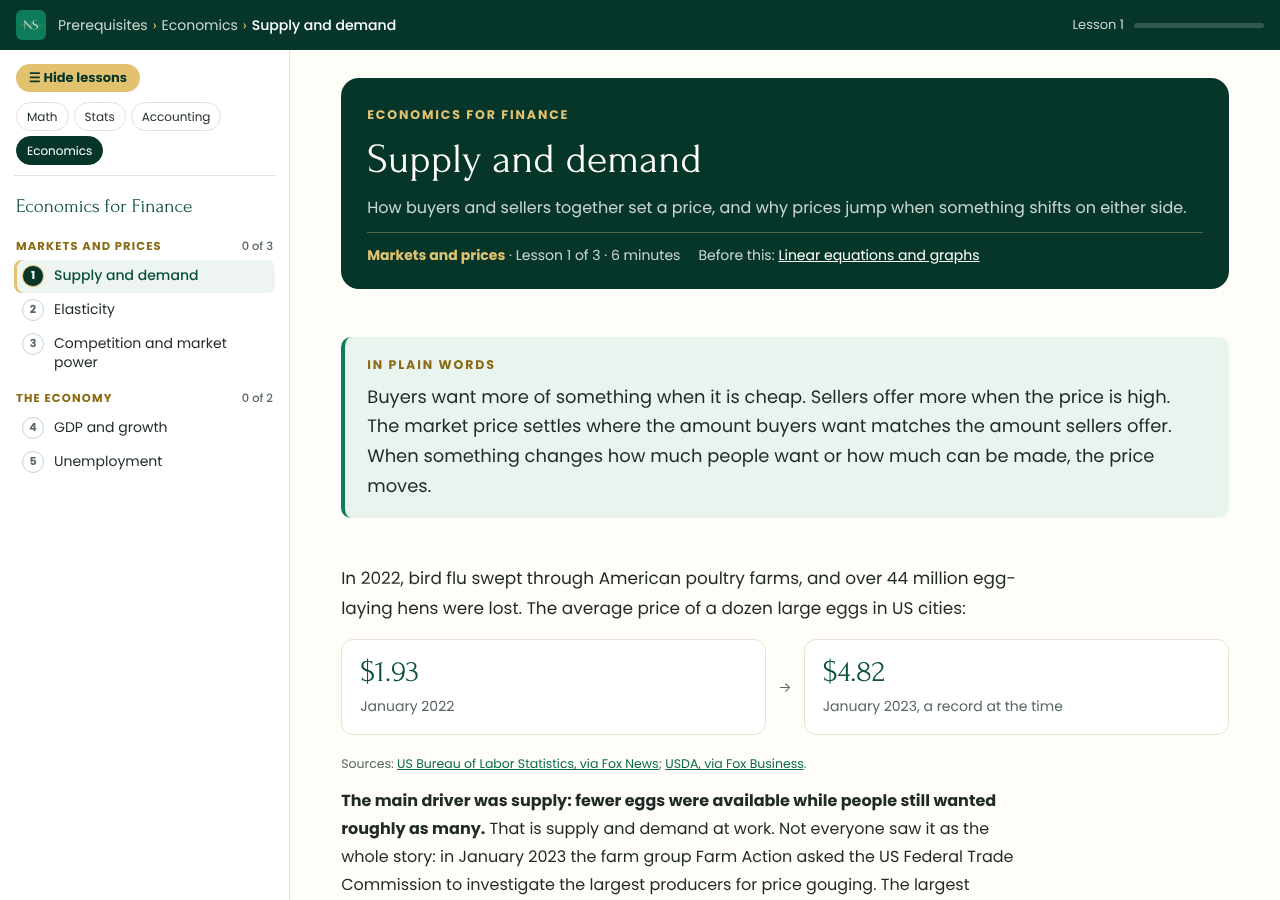 NS
Prerequisites › Economics › Supply and demand
Lesson 1
☰ Hide lessons
Math
Stats
Accounting
Economics
Economics for Finance
MARKETS AND PRICES
0 of 3
1 Supply and demand
2 Elasticity
3 Competition and market
power
THE ECONOMY
0 of 2
4 GDP and growth
5 Unemployment
ECONOMICS FOR FINANCE
Supply and demand
How buyers and sellers together set a price, and why prices jump when something shifts on either side.
Markets and prices · Lesson 1 of 3 · 6 minutes Before this: Linear equations and graphs
IN PLAIN WORDS
Buyers want more of something when it is cheap. Sellers offer more when the price is high.
The market price settles where the amount buyers want matches the amount sellers offer.
When something changes how much people want or how much can be made, the price
moves.
In 2022, bird flu swept through American poultry farms, and over 44 million egg-
laying hens were lost. The average price of a dozen large eggs in US cities:
$1.93
January 2022
→
$4.82
January 2023, a record at the time
Sources: US Bureau of Labor Statistics, via Fox News; USDA, via Fox Business.
The main driver was supply: fewer eggs were available while people still wanted
roughly as many. That is supply and demand at work. Not everyone saw it as the
whole story: in January 2023 the farm group Farm Action asked the US Federal Trade
Commission to investigate the largest producers for price gouging. The largest